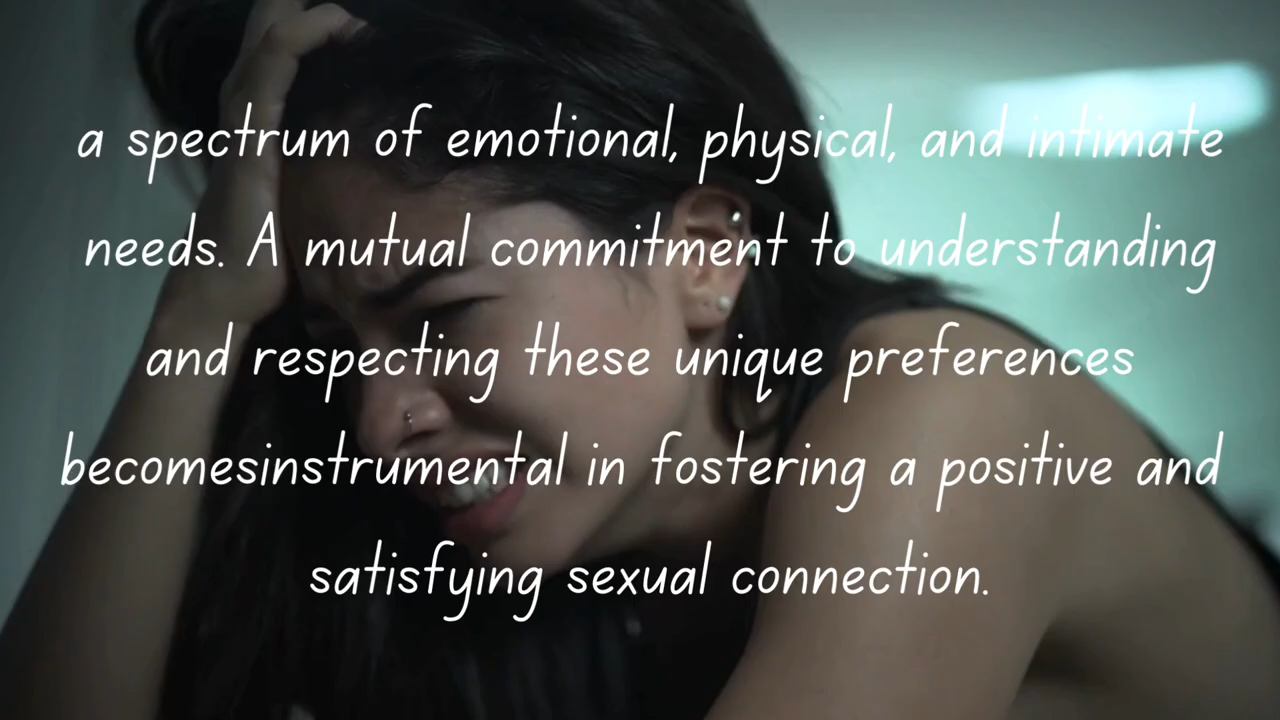 a spectrum of emotional, physical, and intimate
needs. A mutual commitment to understanding
and respecting these unique preferences
becomesinstrumental in fostering a positive and
satisfying sexual connection.